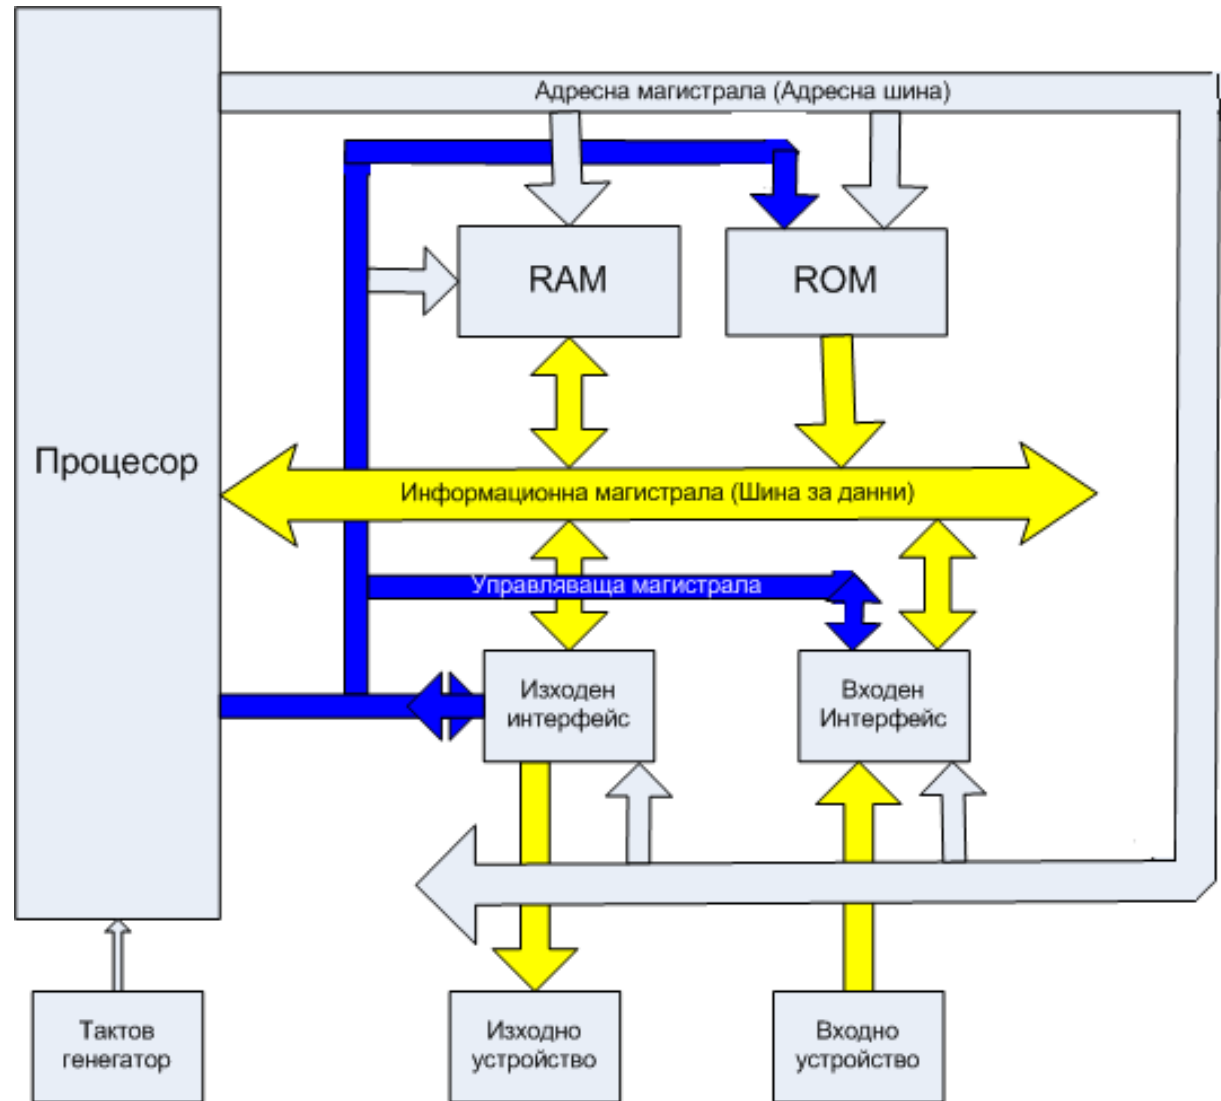 Адресна магистрала (Адресна шина)
RAM
ROM
Процесор
Информационна магистрала (Шина за данни)
Управляваща магистрала
Изходен
интерфейс
Входен
Интерфейс
Тактов
генегатор
Изходно
устройство
Входно
устройство